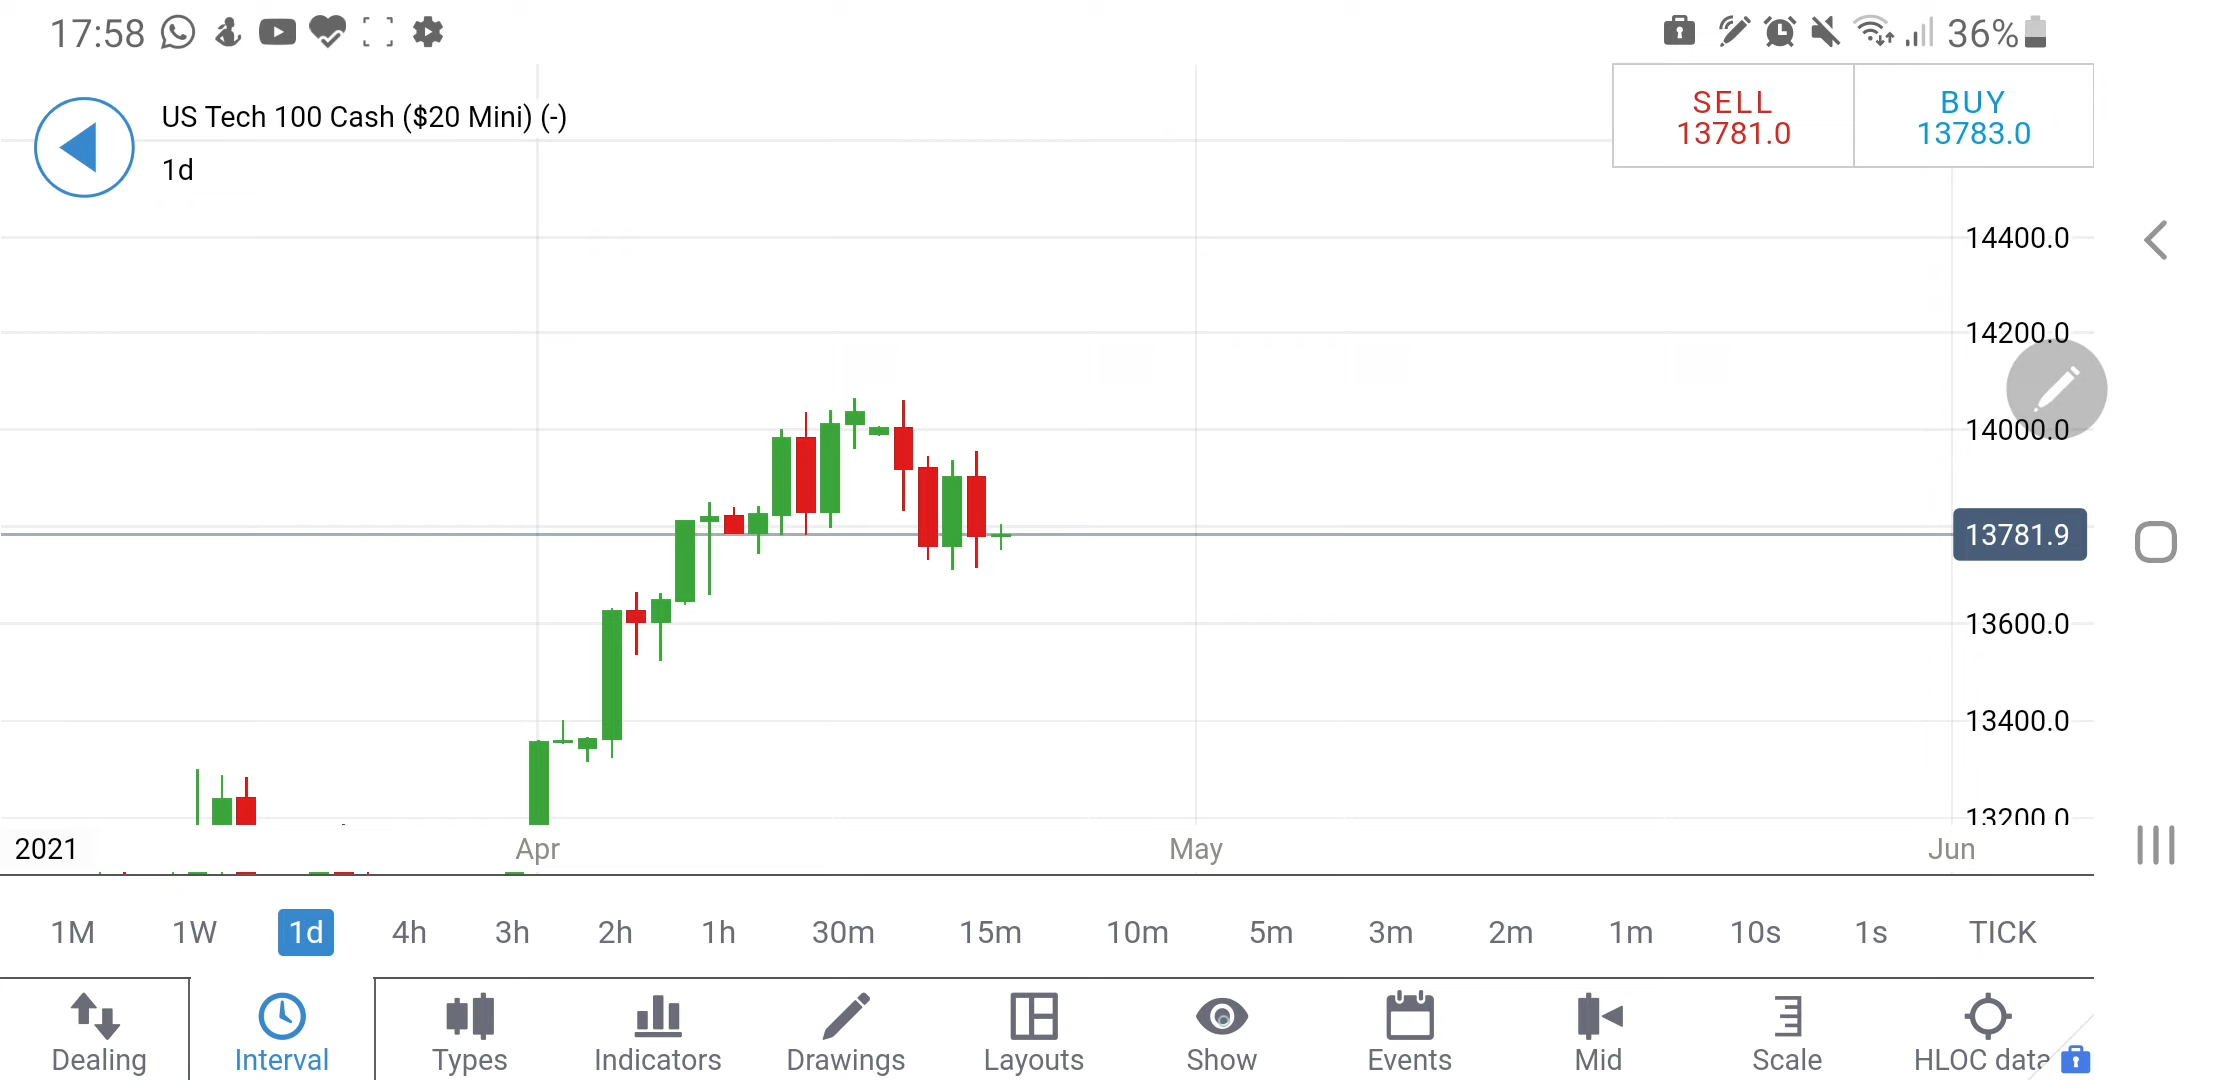 17:58
36%
US Tech 100 Cash ($20 Mini) (-)
1d
SELL
13781.0
BUY
13783.0
14400.0
14200.0
14000.0
13781.9
13600.0
13400.0
13200.0
2021
Apr
May
Jun
1M 1W 1d 4h 3h 2h 1h 30m 15m 10m 5m 3m 2m 1m 10s 1s TICK
Dealing Interval Types Indicators Drawings Layouts Show Events Mid Scale HLOC data